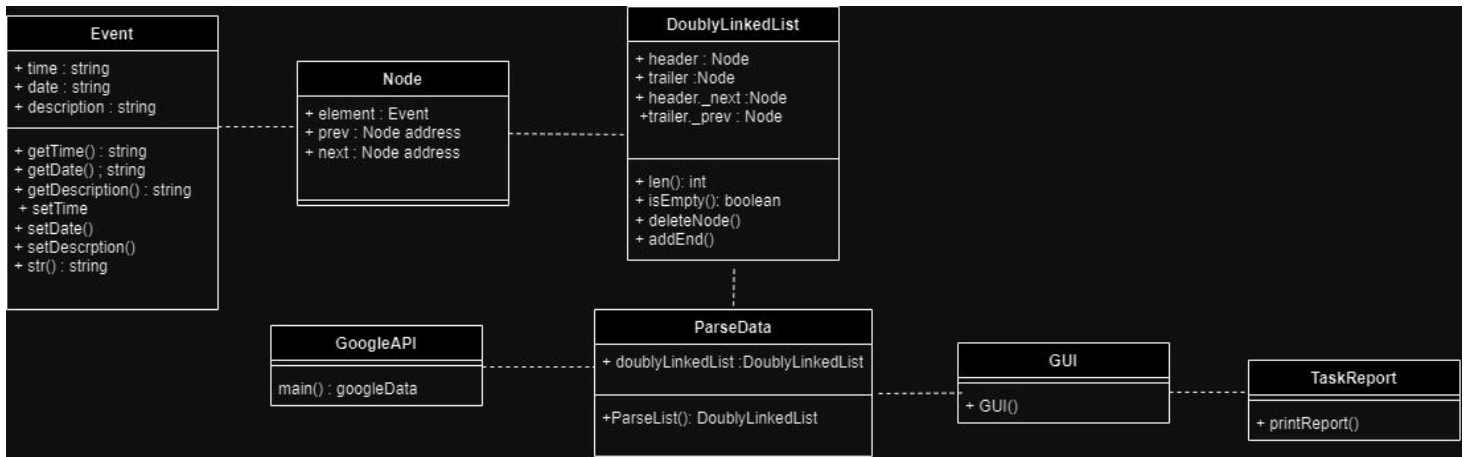 Event
+ time : string
+ date : string
+ description : string
+ getTime() : string
+ getDate() ; string
+ getDescription() : string
+ setTime
+ setDate()
+ setDescrption()
+ str() : string
Node
+ element : Event
+ prev : Node address
+ next : Node address
DoublyLinkedList
+ header : Node
+ trailer :Node
+ header._next :Node
+trailer._prev : Node
+ len(): int
+ isEmpty(): boolean
+ deleteNode()
+ addEnd()
GoogleAPI
main() : googleData
ParseData
+ doublyLinkedList :DoublyLinkedList
+ParseList(): DoublyLinkedList
GUI
+ GUI()
TaskReport
+ printReport()